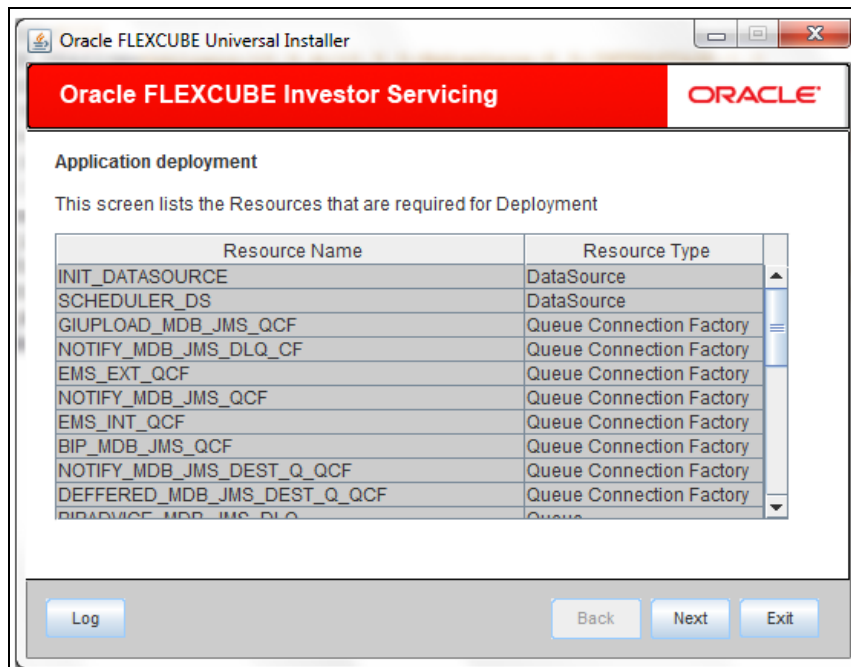 Oracle FLEXCUBE Universal Installer
Oracle FLEXCUBE Investor Servicing
ORACLE
Application deployment
This screen lists the Resources that are required for Deployment
Resource Name Resource Type
INIT_DATASOURCE DataSource
SCHEDULER_DS DataSource
GIUPLOAD_MDB_JMS_QCF Queue Connection Factory
NOTIFY_MDB_JMS_DLQ_CF Queue Connection Factory
EMS_EXT_QCF Queue Connection Factory
NOTIFY_MDB_JMS_QCF Queue Connection Factory
EMS_INT_QCF Queue Connection Factory
BIP_MDB_JMS_QCF Queue Connection Factory
NOTIFY_MDB_JMS_DEST_Q_QCF Queue Connection Factory
DEFFERED_MDB_JMS_DEST_Q_QCF Queue Connection Factory
Log Back Next Exit